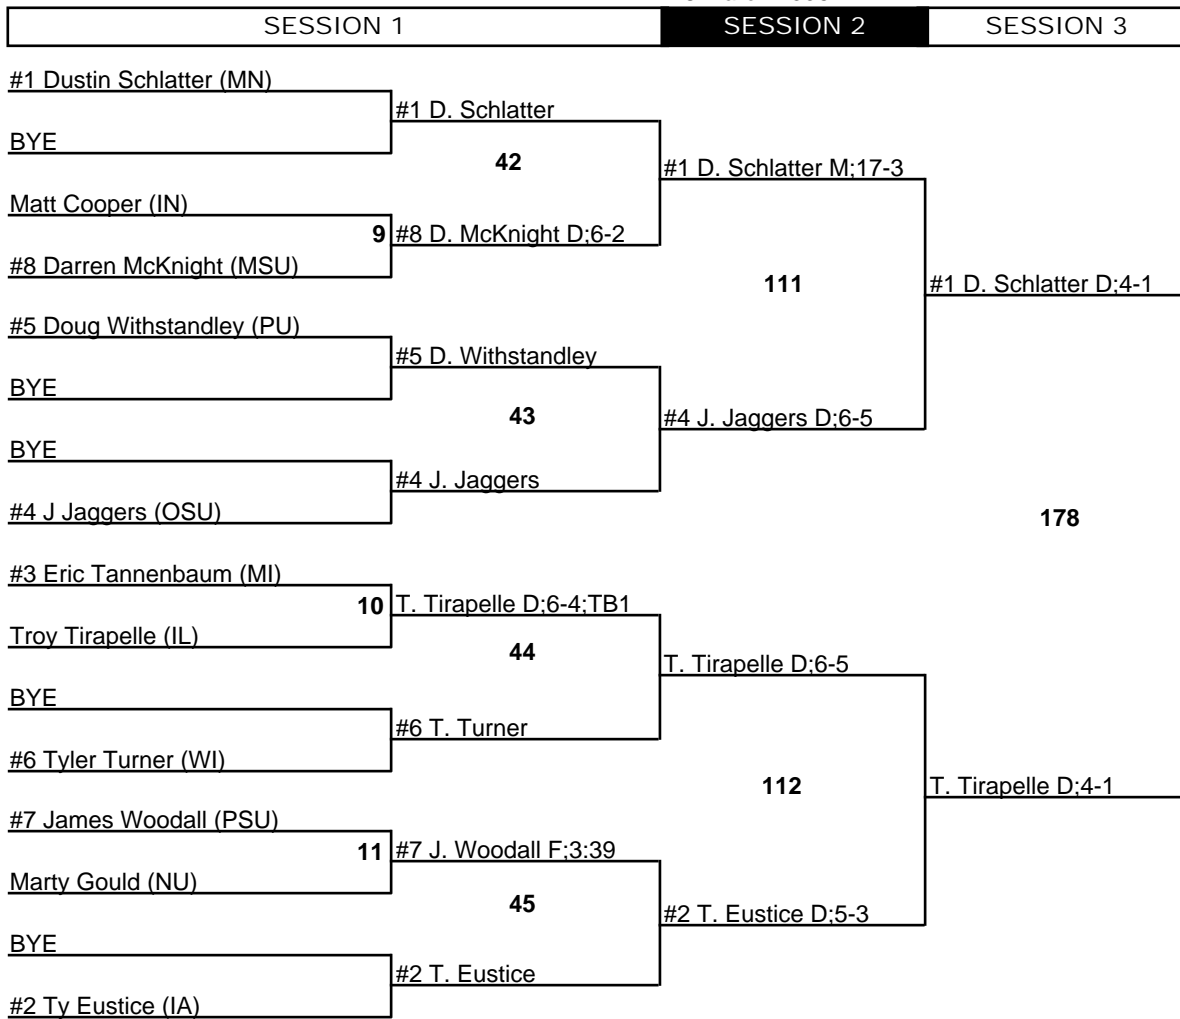 SESSION 1
SESSION 2
SESSION 3
#1 Dustin Schlatter (MN)
#1 D. Schlatter
BYE
42
#1 D. Schlatter M;17-3
Matt Cooper (IN)
9
#8 D. McKnight D;6-2
#8 Darren McKnight (MSU)
111
#1 D. Schlatter D;4-1
#5 Doug Withstandley (PU)
#5 D. Withstandley
BYE
43
#4 J. Jaggers D;6-5
BYE
#4 J. Jaggers
#4 J Jaggers (OSU)
178
#3 Eric Tannenbaum (MI)
10
T. Tirapelle D;6-4;TB1
Troy Tirapelle (IL)
44
T. Tirapelle D;6-5
BYE
#6 T. Turner
#6 Tyler Turner (WI)
112
T. Tirapelle D;4-1
#7 James Woodall (PSU)
11
#7 J. Woodall F;3:39
Marty Gould (NU)
45
#2 T. Eustice D;5-3
BYE
#2 T. Eustice
#2 Ty Eustice (IA)